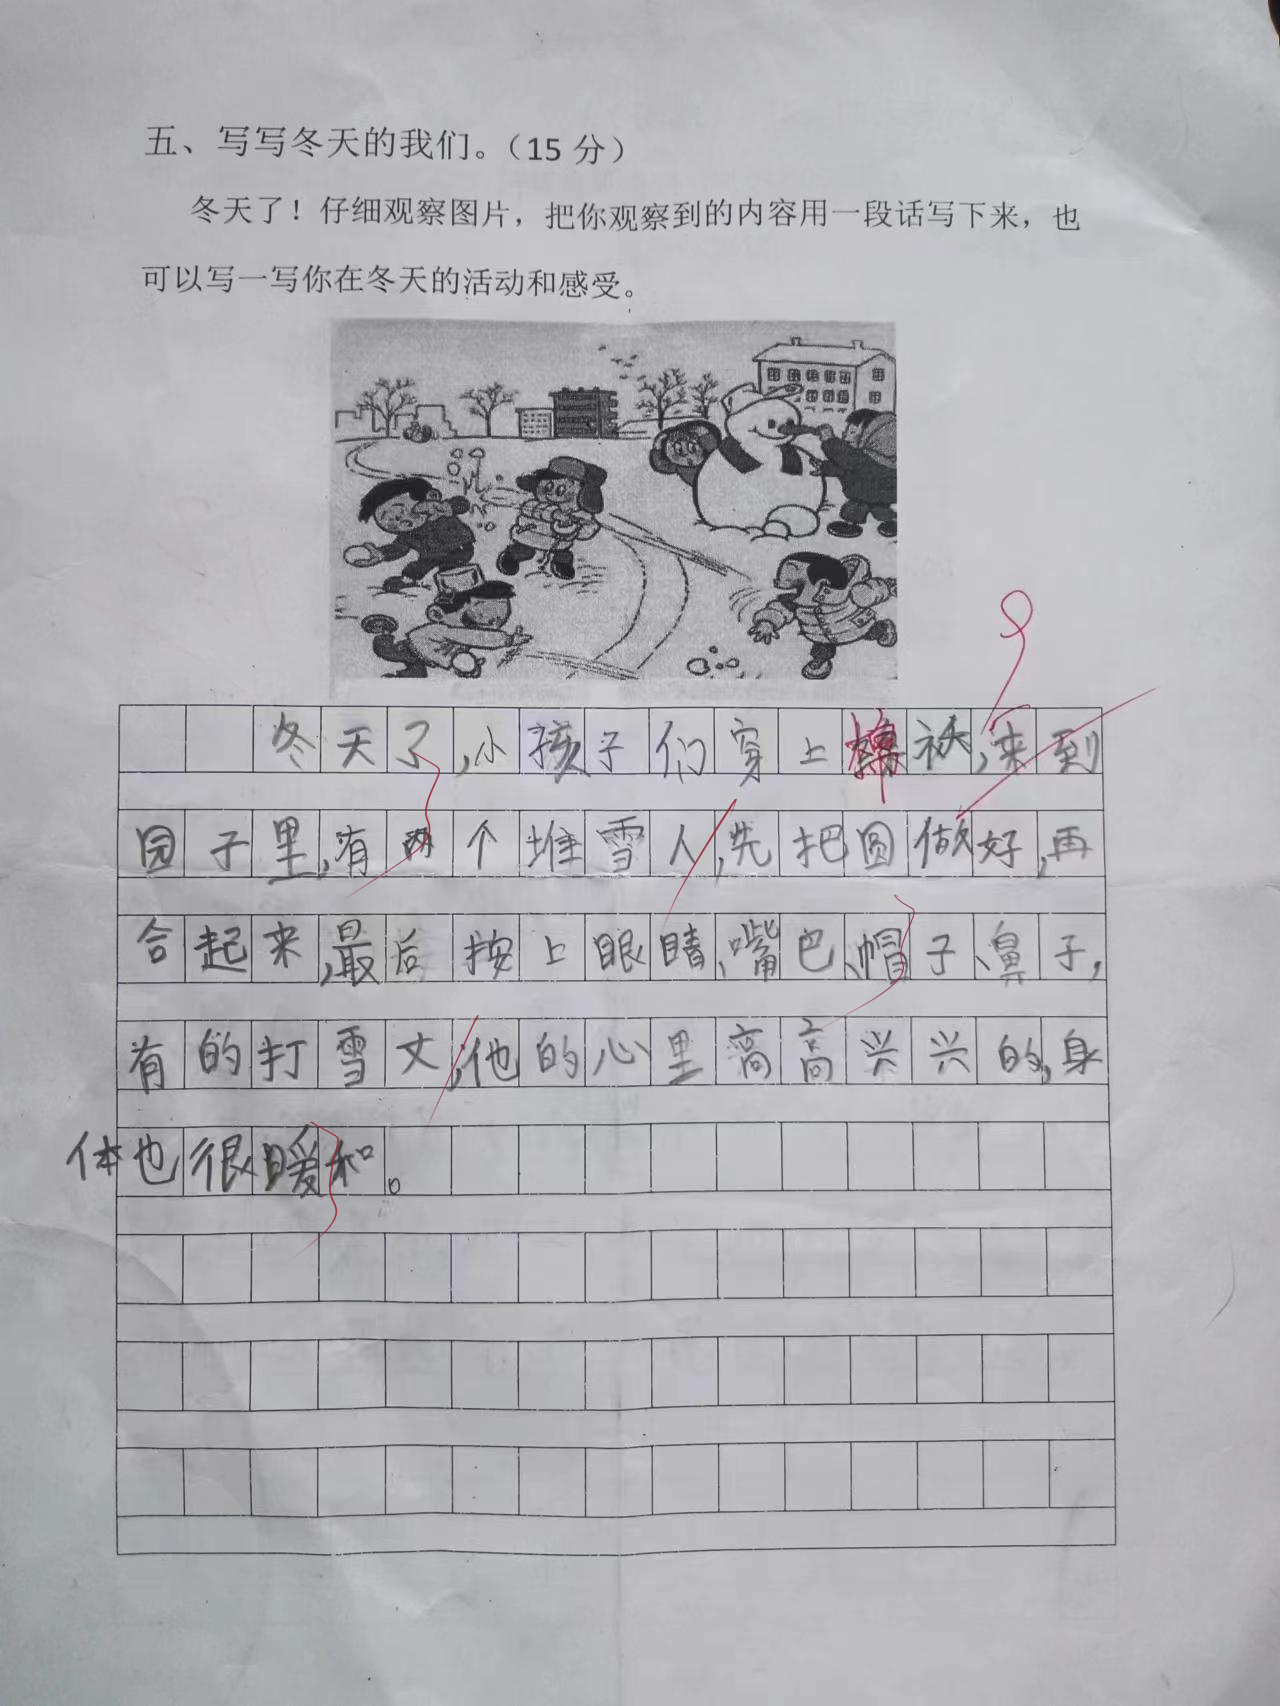 五、写写冬天的我们。(15 分)
冬天了！仔细观察图片，把你观察到的内容用一段话写下来，也
可以写一写你在冬天的活动和感受。
冬天了,小孩子们穿上棉袄,来到
园子里,有两个堆雪人,先把圆做好,再
合起来,最后按上眼睛、嘴巴、帽子、鼻子,
有的打雪丈,他的心里高高兴兴的,身
体也很暖和。